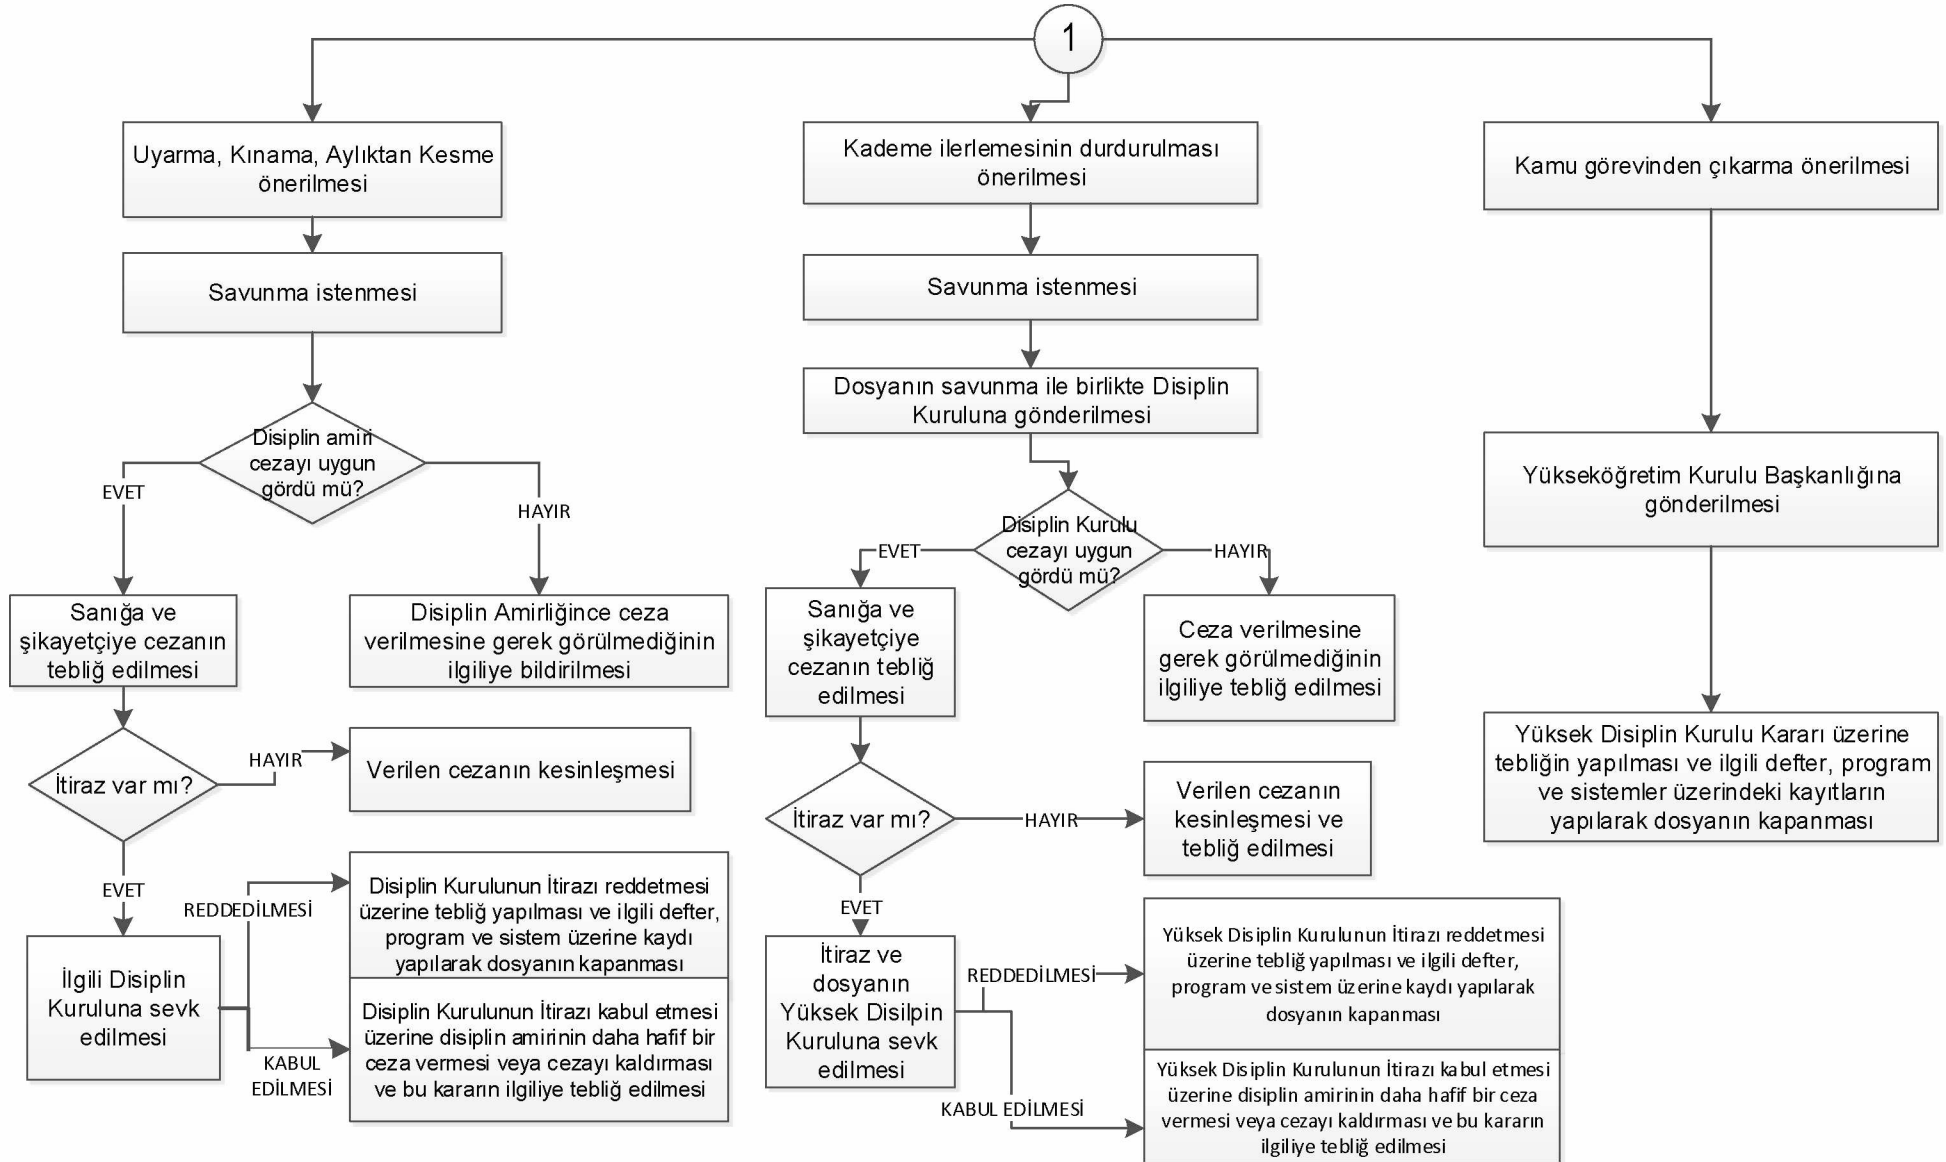 1
Uyarma, Kınama, Aylıktan Kesme
önerilmesi
Savunma istenmesi
Disiplin amiri
cezayı uygun
gördü mü?
EVET
HAYIR
Sanığa ve
şikayetçiye cezanın
tebliğ edilmesi
Disiplin Amirliğince ceza
verilmesine gerek görülmediğinin
ilgiliye bildirilmesi
İtiraz var mı?
HAYIR
Verilen cezanın kesinleşmesi
EVET
İlgili Disiplin
Kuruluna sevk
edilmesi
REDDEDİLMESİ
Disiplin Kurulunun İtirazı reddetmesi
üzerine tebliğ yapılması ve ilgili defter,
program ve sistem üzerine kaydı
yapılarak dosyanın kapanması
KABUL
EDİLMESİ
Disiplin Kurulunun İtirazı kabul etmesi
üzerine disiplin amirinin daha hafif bir
ceza vermesi veya cezayı kaldırması
ve bu kararın ilgiliye tebliğ edilmesi
Kademe ilerlemesinin durdurulması
önerilmesi
Savunma istenmesi
Dosyanın savunma ile birlikte Disiplin
Kuruluna gönderilmesi
Disiplin Kurulu
cezayı uygun
gördü mü?
EVET
HAYIR
Sanığa ve
şikayetçiye
cezanın tebliğ
edilmesi
Ceza verilmesine
gerek görülmediğinin
ilgiliye tebliğ edilmesi
İtiraz var mı?
HAYIR
Verilen cezanın
kesinleşmesi ve
tebliğ edilmesi
EVET
İtiraz ve
dosyanın
Yüksek Disilpin
Kuruluna sevk
edilmesi
REDDEDİLMESİ
Yüksek Disiplin Kurulunun İtirazı reddetmesi
üzerine tebliğ yapılması ve ilgili defter,
program ve sistem üzerine kaydı yapılarak
dosyanın kapanması
KABUL EDİLMESİ
Yüksek Disiplin Kurulunun İtirazı kabul etmesi
üzerine disiplin amirinin daha hafif bir ceza
vermesi veya cezayı kaldırması ve bu kararın
ilgiliye tebliğ edilmesi
Kamu görevinden çıkarma önerilmesi
Yükseköğretim Kurulu Başkanlığına
gönderilmesi
Yüksek Disiplin Kurulu Kararı üzerine
tebliğin yapılması ve ilgili defter, program
ve sistemler üzerindeki kayıtların
yapılarak dosyanın kapanması